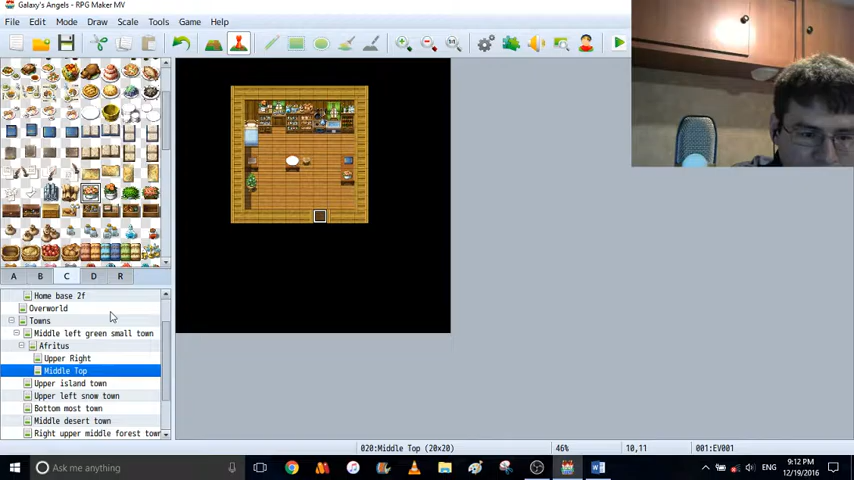 Galaxy's Angels - RPG Maker MV
File Edit Mode Draw Scale Tools Game Help
1:1
A B C D R
Home base 2f
Overworld
Towns
Middle left green small town
Afritus
Upper Right
Middle Top
Upper island town
Upper left snow town
Bottom most town
Middle desert town
Right upper middle forest town
020:Middle Top (20x20) 46% 10,11 001:EV001
Ask me anything
ENG
9:12 PM
12/19/2016